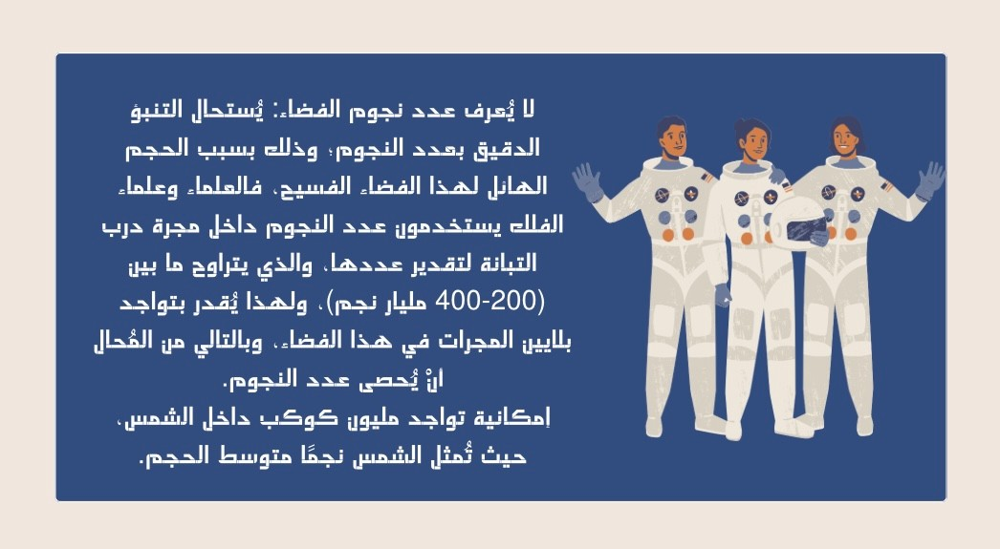 لا يُعرف عدد نجوم الفضاء: يُستحال التنبؤ
الدقيق بعدد النجوم؛ وذلك بسبب الحجم
الهائل لهذا الفضاء الفسيح، فالعلماء وعلماء
الفلك يستخدمون عدد النجوم داخل مجرة درب
التبانة لتقدير عددها، والذي يتراوح ما بين
(200-400 مليار نجم)، ولهذا يُقدر بتواجد
بلايين المجرات في هذا الفضاء، وبالتالي من المُحال
أنْ يُحصى عدد النجوم.
إمكانية تواجد مليون كوكب داخل الشمس،
حيث تُمثل الشمس نجمًا متوسط الحجم.